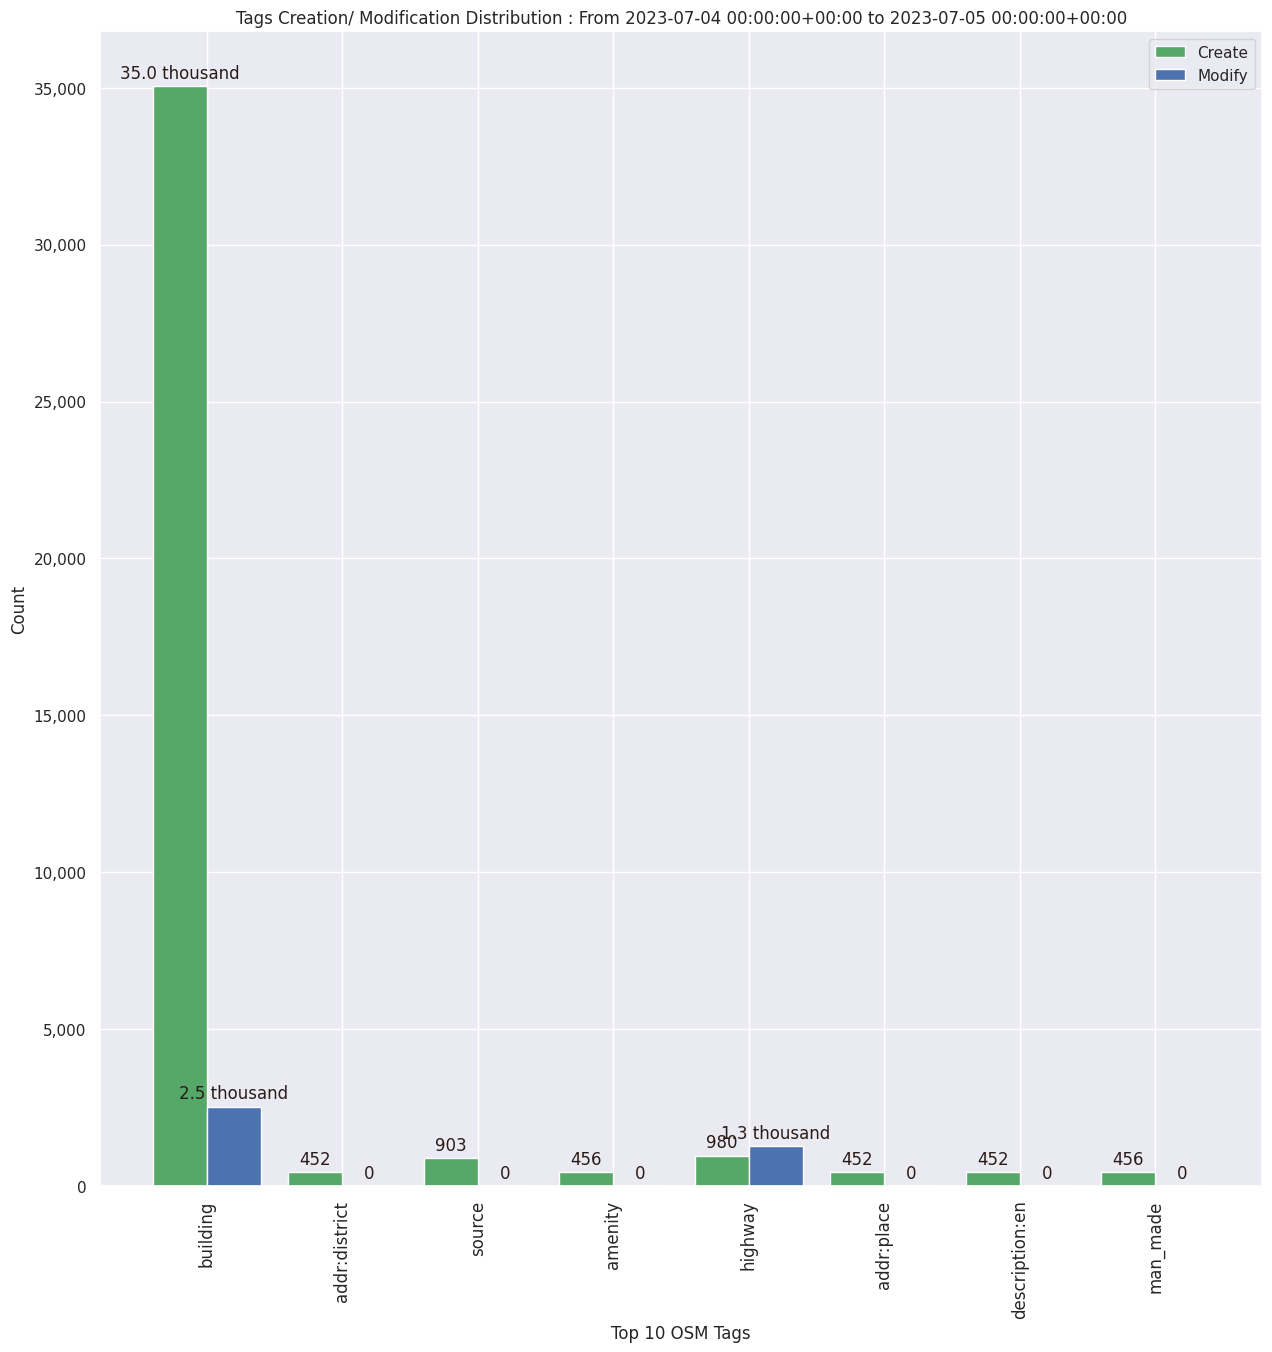 Tags Creation/ Modification Distribution : From 2023-07-04 00:00:00+00:00 to 2023-07-05 00:00:00+00:00
Create
Modify
35.0 thousand
2.5 thousand
452
0
903
0
456
0
980
1.3 thousand
452
0
452
0
456
0
35,000
30,000
25,000
20,000
15,000
10,000
5,000
0
Count
building
addr:district
source
amenity
highway
addr:place
description:en
man_made
Top 10 OSM Tags